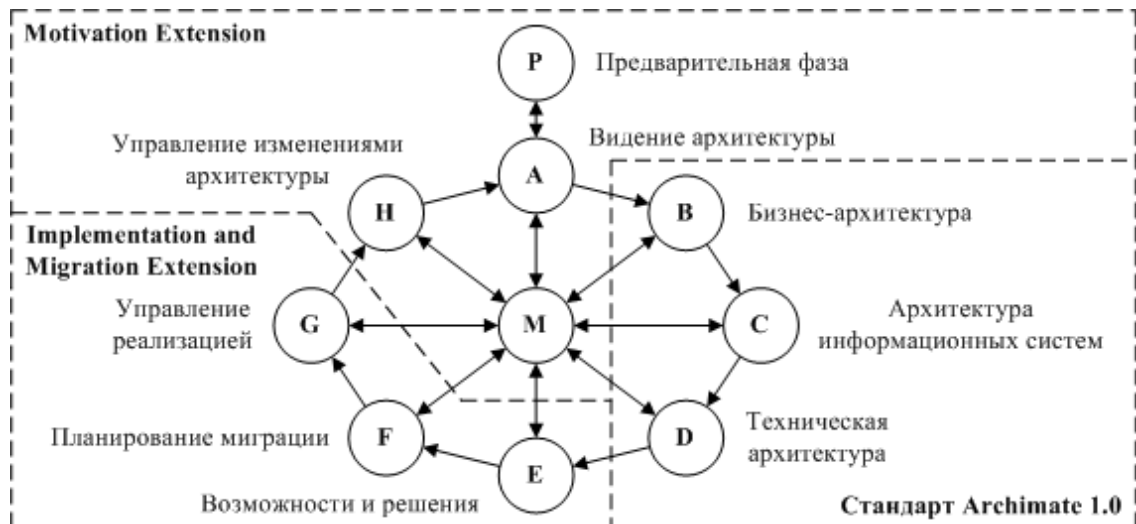 Motivation Extension
P
Предварительная фаза
Управление изменениями
архитектуры
Видение архитектуры
A
H
B
Бизнес-архитектура
Implementation and
Migration Extension
Управление
реализацией
G
M
C
Архитектура
информационных систем
Планирование миграции
F
D
Техническая
архитектура
E
Возможности и решения
Стандарт Archimate 1.0